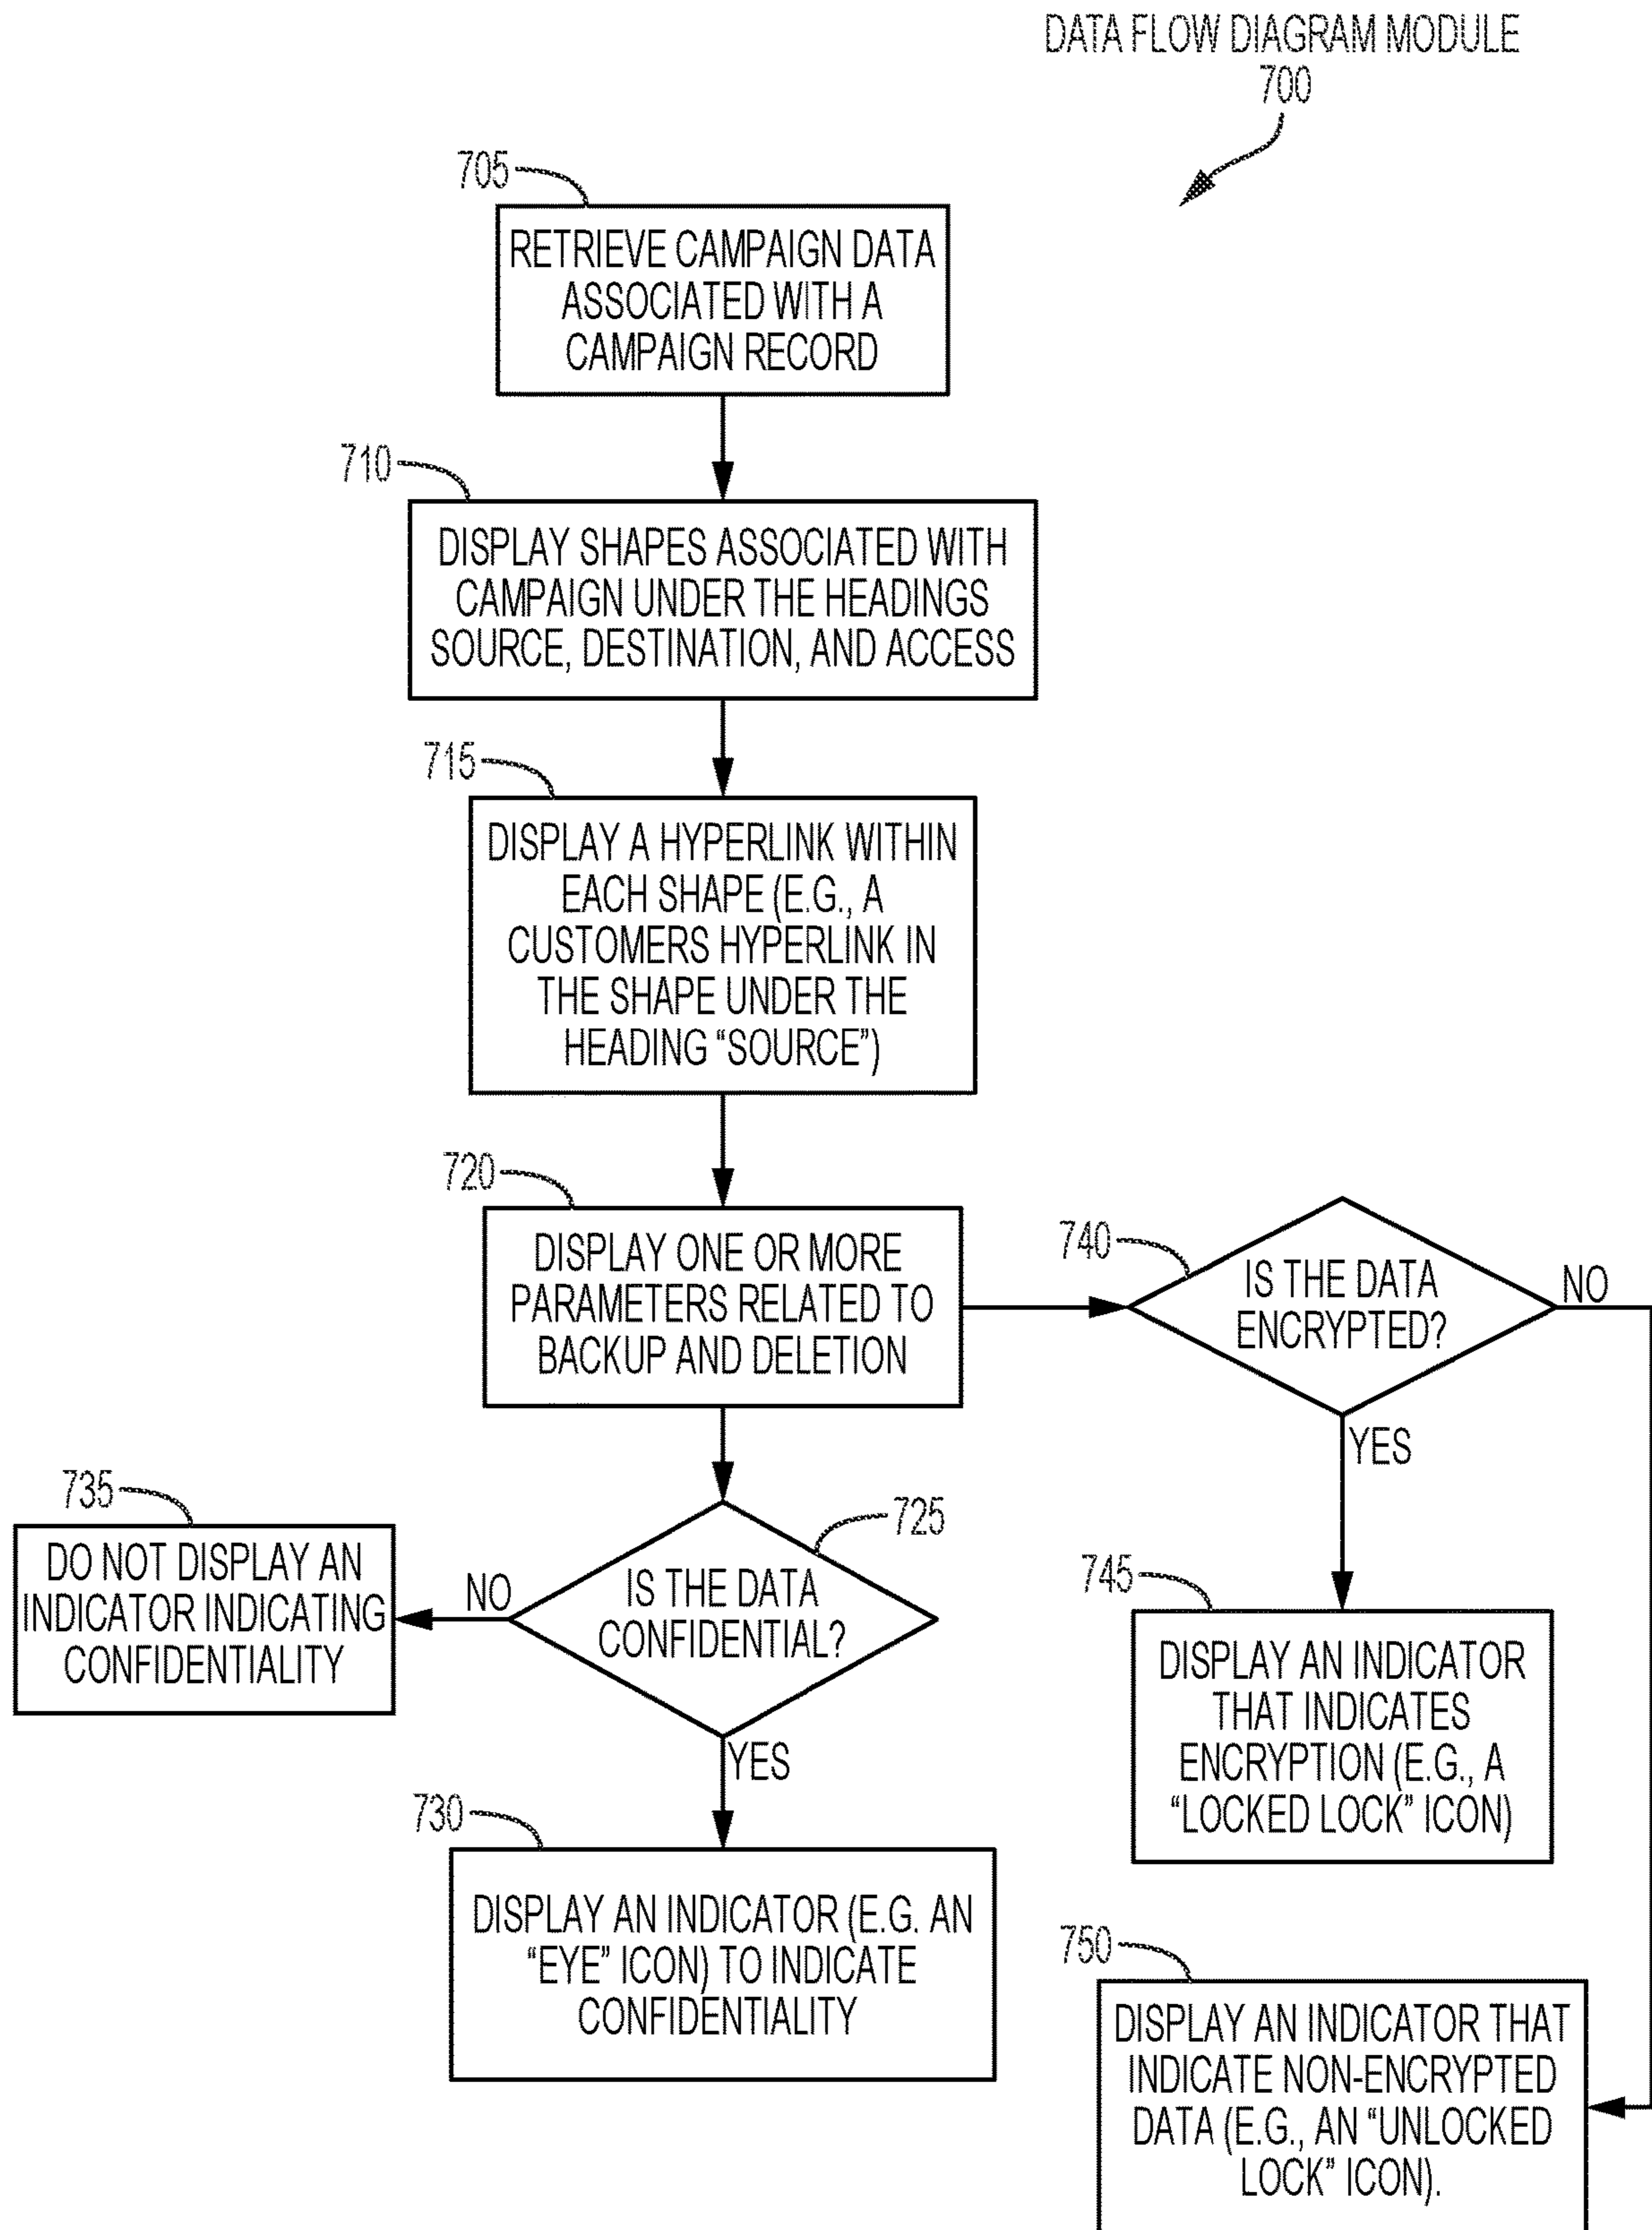 DATA FLOW DIAGRAM MODULE
700
705
RETRIEVE CAMPAIGN DATA
ASSOCIATED WITH A
CAMPAIGN RECORD
710
DISPLAY SHAPES ASSOCIATED WITH
CAMPAIGN UNDER THE HEADINGS
SOURCE, DESTINATION, AND ACCESS
715
DISPLAY A HYPERLINK WITHIN
EACH SHAPE (E.G., A
CUSTOMERS HYPERLINK IN
THE SHAPE UNDER THE
HEADING “SOURCE”)
720
DISPLAY ONE OR MORE
PARAMETERS RELATED TO
BACKUP AND DELETION
740
IS THE DATA
ENCRYPTED?
NO
YES
735
DO NOT DISPLAY AN
INDICATOR INDICATING
CONFIDENTIALITY
NO
725
IS THE DATA
CONFIDENTIAL?
YES
745
DISPLAY AN INDICATOR
THAT INDICATES
ENCRYPTION (E.G., A
“LOCKED LOCK” ICON)
730
DISPLAY AN INDICATOR (E.G. AN
“EYE” ICON) TO INDICATE
CONFIDENTIALITY
750
DISPLAY AN INDICATOR THAT
INDICATE NON-ENCRYPTED
DATA (E.G., AN “UNLOCKED
LOCK” ICON).